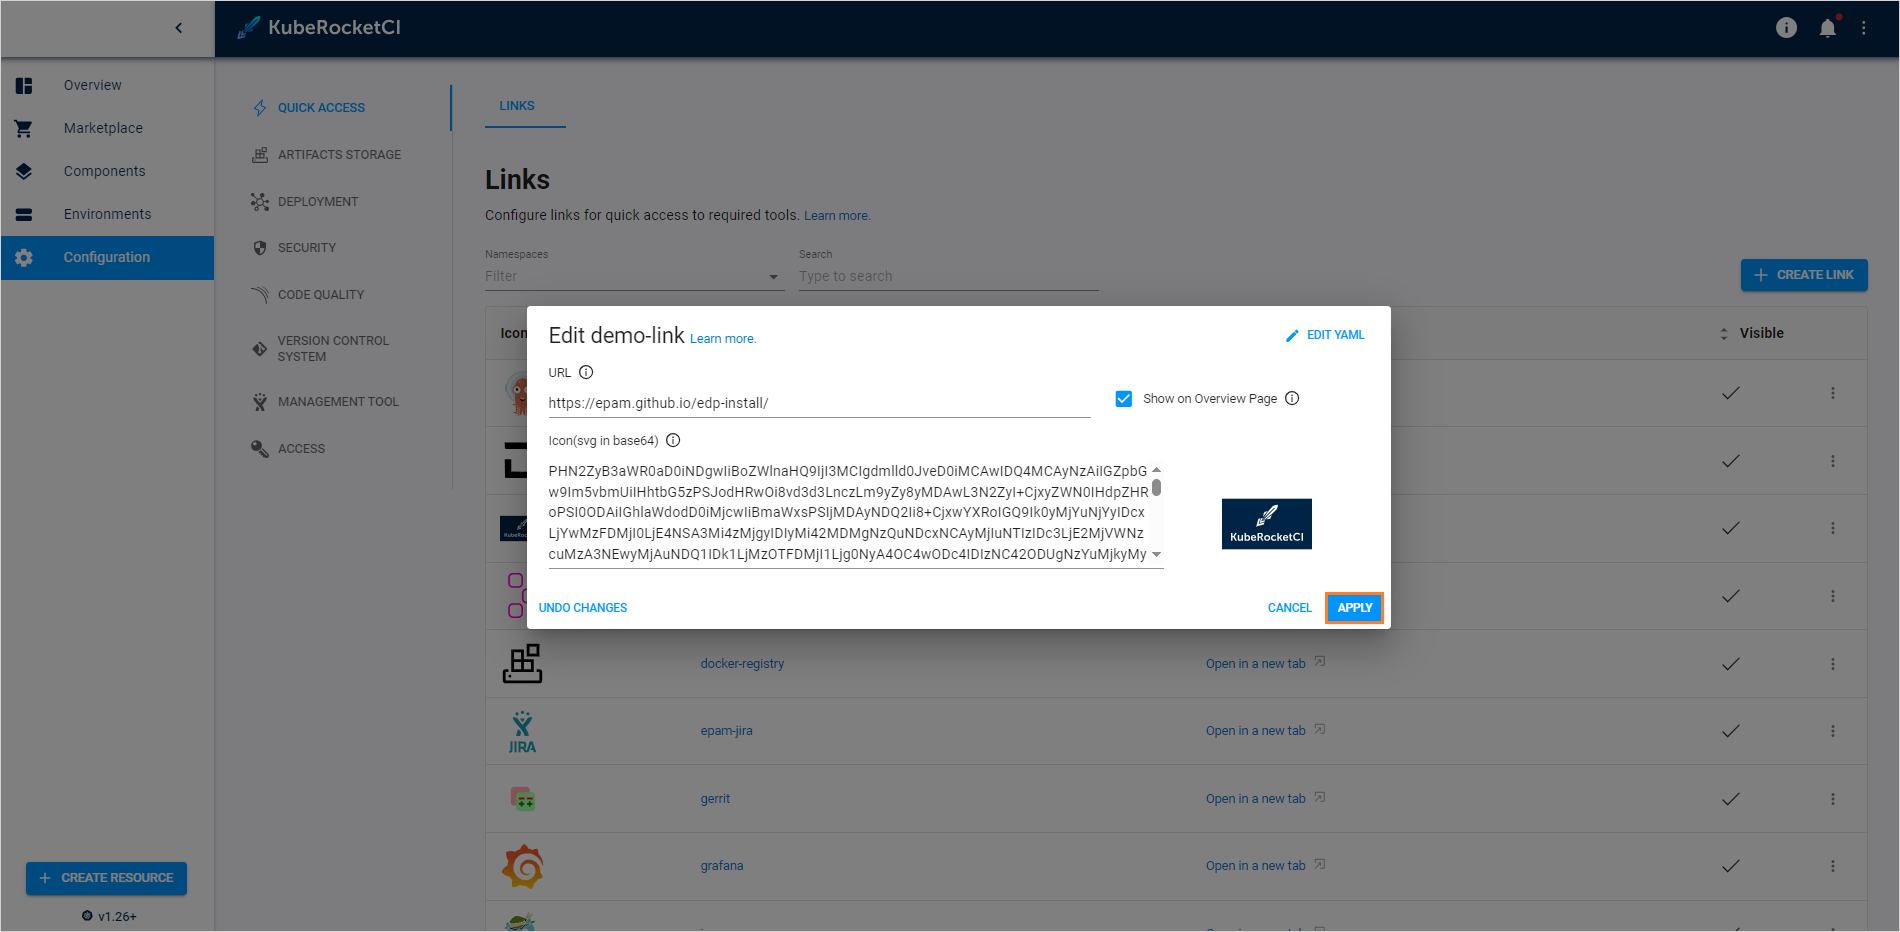 KubeRocketCI
Overview
Marketplace
Components
Environments
Configuration
CREATE RESOURCE
v1.26+
QUICK ACCESS
ARTIFACTS STORAGE
DEPLOYMENT
SECURITY
CODE QUALITY
VERSION CONTROL
SYSTEM
MANAGEMENT TOOL
ACCESS
LINKS
Links
Configure links for quick access to required tools. Learn more.
Namespaces
Filter
Search
Type to search
CREATE LINK
Icon
Visible
Edit demo-link Learn more.
EDIT YAML
URL
https://epam.github.io/edp-install/
Show on Overview Page
Icon(svg in base64)
PHN2ZyB3aWR0aD0iNDgwIiBoZWlnaHQ9IjI3MCIgdmlld0JveD0iMCAwIDQ4MCAyNzAiIGZpbG
w9Im5vbmUiIHhtbG5zPSJodHRwOi8vd3d3LnczLm9yZy8yMDAwL3N2ZyI+CjxyZWN0IHdpZHR
oPSI0ODAiIGhlaWdodD0iMjcwIiBmaWxsPSIjMDAyNDQ2Ii8+CjxwYXRoIGQ9Ik0yMjYuNjYyIDcx
LjYwMzFDMjI0LjE4NSA3Mi4zMjgyIDIyMi42MDMgNzQuNDcxNCAyMjIuNTIzIDc3LjE2MjVWNz
cuMzA3NEwyMjAuNDQ1IDk1LjMzOTFDMjI1Ljg0NyA4OC4wODc4IDIzNC42ODUgNzYuMjkyMy
KubeRocketCI
UNDO CHANGES
CANCEL
APPLY
docker-registry
Open in a new tab
JIRA
epam-jira
Open in a new tab
gerrit
Open in a new tab
grafana
Open in a new tab